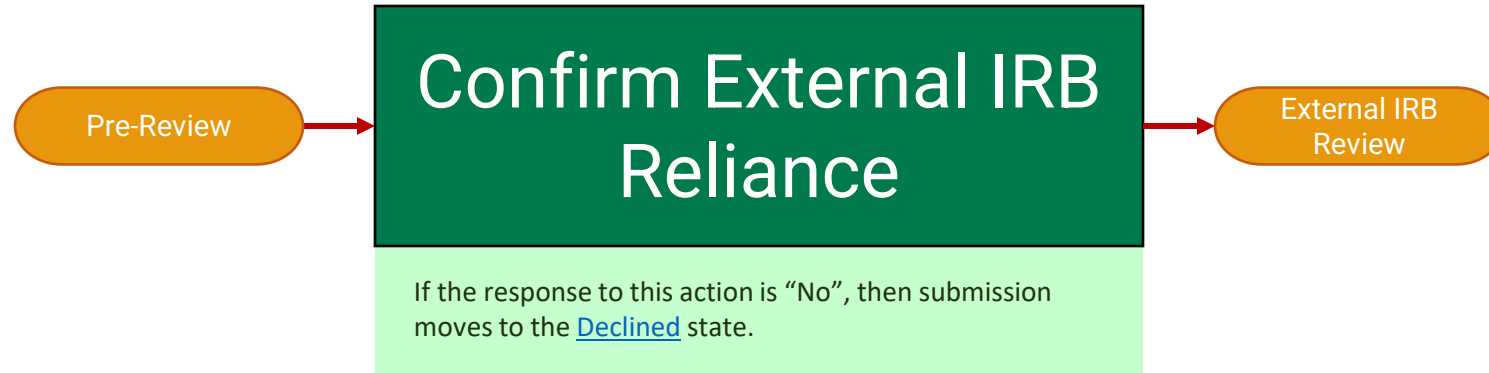 Pre-Review
Confirm External IRB
Reliance
External IRB
Review
If the response to this action is “No”, then submission
moves to the Declined state.